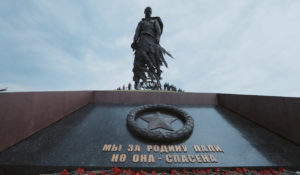 МЫ ЗА РОДИНУ ПАЛИ
НО ОНА - СПАСЕНА